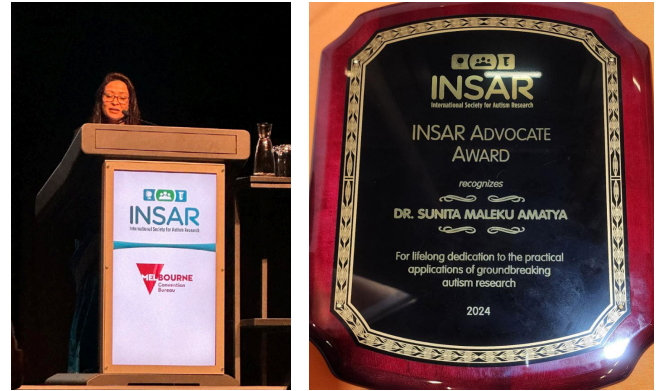 INSAR
International Society for Autism Research
MELBOURNE
Convention
Bureau
INSAR
International Society for Autism Research
INSAR ADVOCATE
AWARD
recognizes
DR. SUNITA MALEKU AMATYA
For lifelong dedication to the practical
applications of groundbreaking
autism research
2024